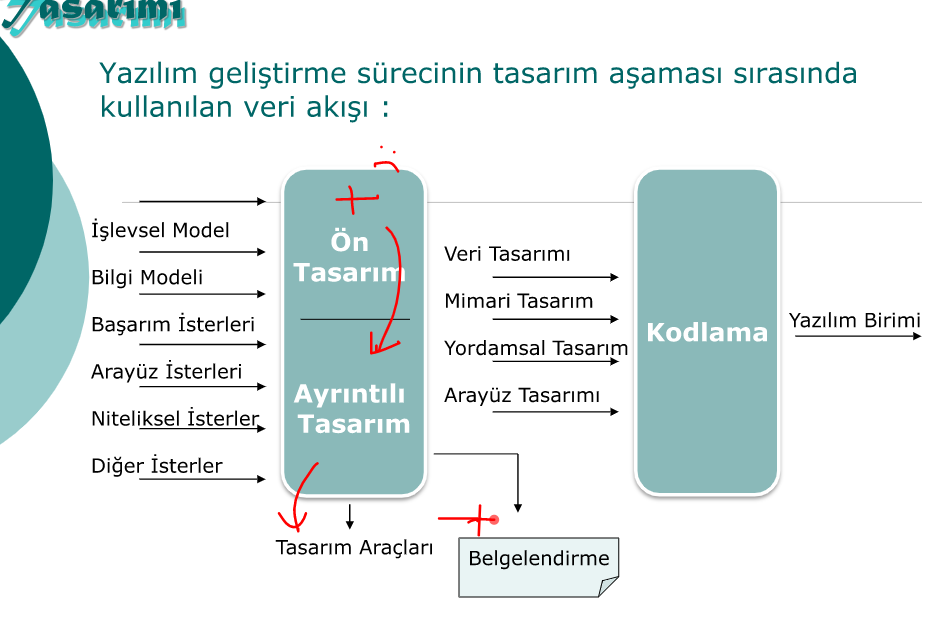 Tasarımı
Yazılım geliştirme sürecinin tasarım aşaması sırasında
kullanılan veri akışı :
İşlevsel Model
Bilgi Modeli
Başarım İsterleri
Arayüz İsterleri
Niteliksel İsterler
Diğer İsterler
Ön
Tasarım
Ayrıntılı
Tasarım
Tasarım Araçları
Veri Tasarımı
Mimari Tasarım
Yordamsal Tasarım
Arayüz Tasarımı
Belgelendirme
Kodlama
Yazılım Birimi